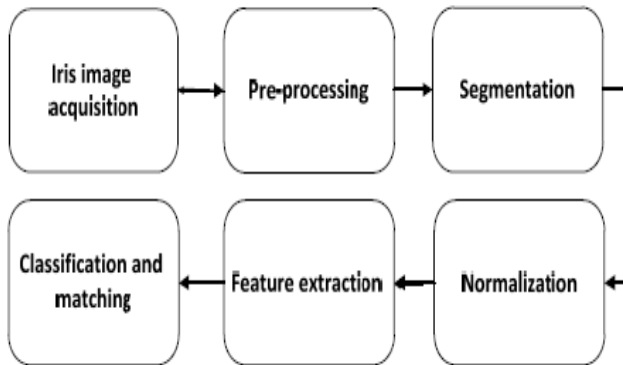 Iris image
acquisition
Pre-processing
Segmentation
Classification and
matching
Feature extraction
Normalization